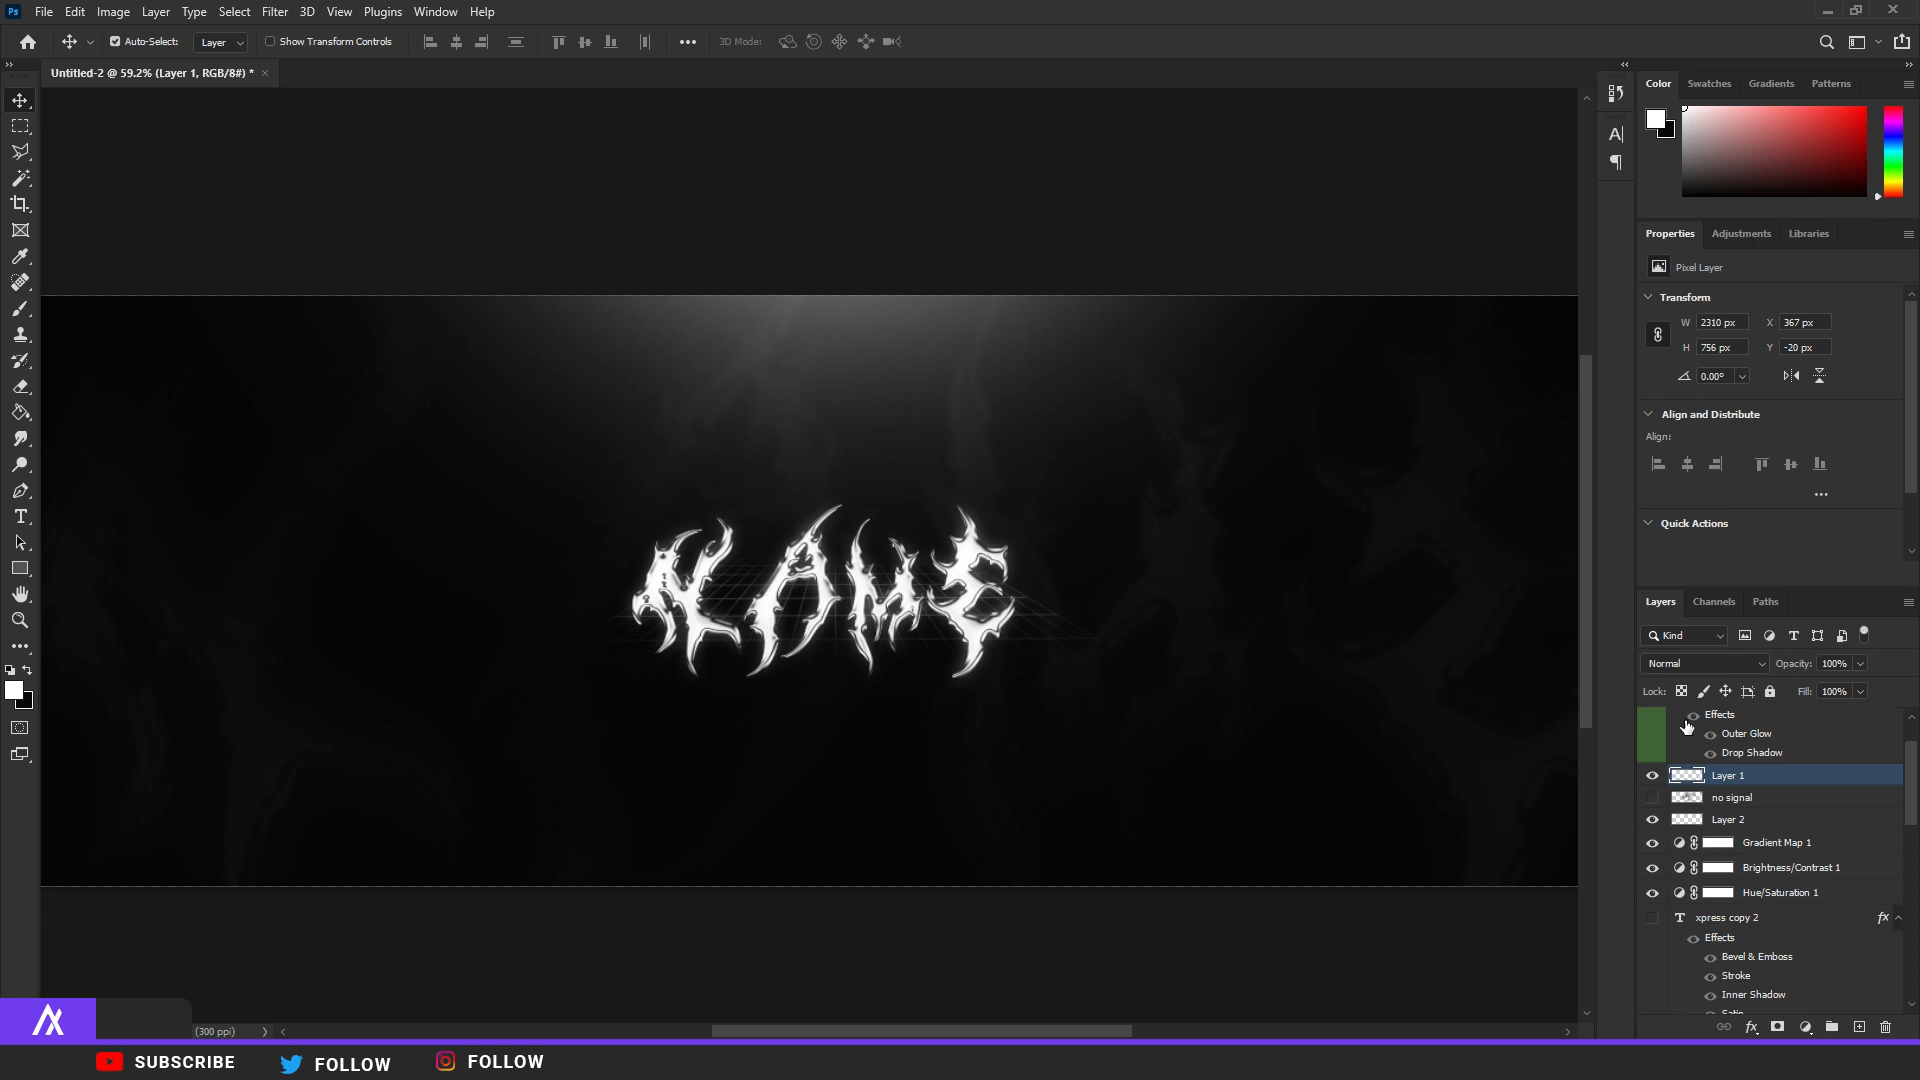 Ps File Edit Image Layer Type Select Filter 3D View Plugins Window Help
Auto-Select: Layer Show Transform Controls 3D Mode:
Untitled-2 @ 59.2% (Layer 1, RGB/8#) *
Color Swatches Gradients Patterns
Properties Adjustments Libraries
Pixel Layer
Transform
W 2310 px X 367 px
H 756 px Y -20 px
0.00°
Align and Distribute
Align:
Quick Actions
NAME
Layers Channels Paths
Kind
Normal Opacity: 100%
Lock: Fill: 100%
Effects
Outer Glow
Drop Shadow
Layer 1
no signal
Layer 2
Gradient Map 1
Brightness/Contrast 1
Hue/Saturation 1
xpress copy 2 fx
Effects
Bevel & Emboss
Stroke
Inner Shadow
Satin
(300 ppi)
SUBSCRIBE FOLLOW FOLLOW